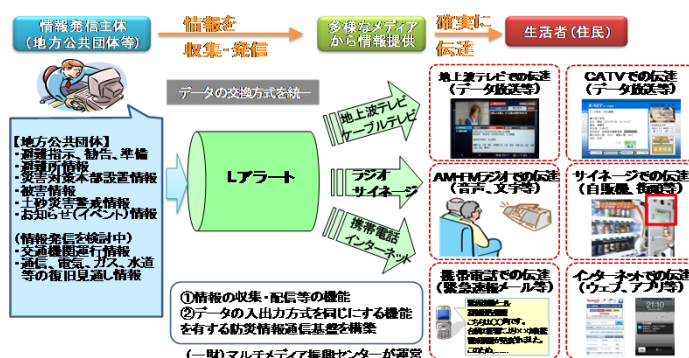 情報発信主体
(地方公共団体等)
情報を
収集・発信
多様なメディア
から情報提供
確実に
伝達
生活者(住民)
データの交換方式を統一
【地方公共団体】
・避難指示、勧告、準備
・避難所情報
・災害対策本部設置情報
・被害情報
・土砂災害警戒情報
・お知らせ(イベント)情報
(情報発信を検討中)
・交通機関運行情報
・通信、電気、ガス、水道
等の復旧見通し情報
Lアラート
地上波テレビ
ケーブルテレビ
ラジオ
サイネージ
携帯電話
インターネット
地上波テレビでの伝達
(データ放送等)
CATVでの伝達
(データ放送等)
AM・FMラジオでの伝達
(音声、文字等)
サイネージでの伝達
(自販機、街頭等)
携帯電話での伝達
(緊急速報メール等)
インターネットでの伝達
(ウェブ、アプリ等)
21:10
①情報の収集・配信等の機能
②データの入出力方式を同じにする機能
を有する防災情報通信基盤を構築
(一財)マルチメディア振興センターが運営